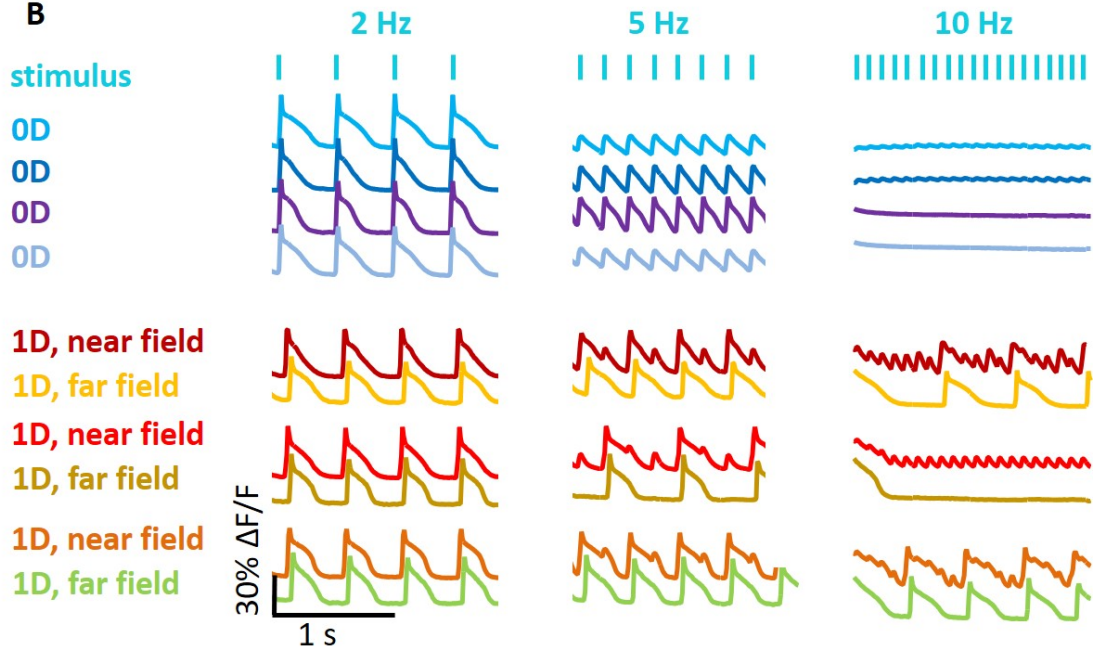 B
2 Hz 5 Hz 10 Hz
stimulus
0D
0D
0D
0D
1D, near field
1D, far field
1D, near field
1D, far field
1D, near field
1D, far field
30% ΔF/F
1 s